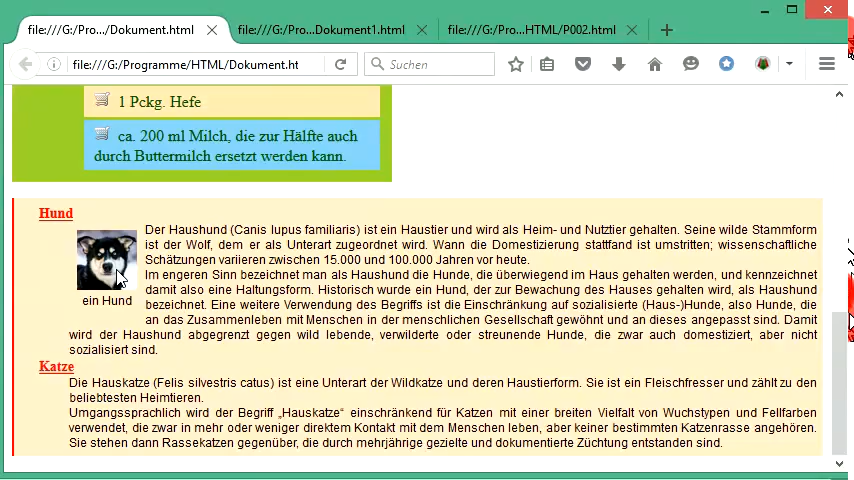 file:///G:/Pro.../Dokument.html
file:///G:/Pro...Dokument1.html
file:///G:/Pro...HTML/P002.html
file:///G:/Programme/HTML/Dokument.ht
Suchen
1 Pckg. Hefe
ca. 200 ml Milch, die zur Hälfte auch
durch Buttermilch ersetzt werden kann.
Hund
Der Haushund (Canis lupus familiaris) ist ein Haustier und wird als Heim- und Nutztier gehalten. Seine wilde Stammform
ist der Wolf, dem er als Unterart zugeordnet wird. Wann die Domestizierung stattfand ist umstritten; wissenschaftliche
Schätzungen variieren zwischen 15.000 und 100.000 Jahren vor heute.
Im engeren Sinn bezeichnet man als Haushund die Hunde, die überwiegend im Haus gehalten werden, und kennzeichnet
damit also eine Haltungsform. Historisch wurde ein Hund, der zur Bewachung des Hauses gehalten wird, als Haushund
ein Hund
bezeichnet. Eine weitere Verwendung des Begriffs ist die Einschränkung auf sozialisierte (Haus-)Hunde, also Hunde, die
an das Zusammenleben mit Menschen in der menschlichen Gesellschaft gewöhnt und an dieses angepasst sind. Damit
wird der Haushund abgegrenzt gegen wild lebende, verwilderte oder streunende Hunde, die zwar auch domestiziert, aber nicht
sozialisiert sind.
Katze
Die Hauskatze (Felis silvestris catus) ist eine Unterart der Wildkatze und deren Haustierform. Sie ist ein Fleischfresser und zählt zu den
beliebtesten Heimtieren.
Umgangssprachlich wird der Begriff „Hauskatze“ einschränkend für Katzen mit einer breiten Vielfalt von Wuchstypen und Fellfarben
verwendet, die zwar in mehr oder weniger direktem Kontakt mit dem Menschen leben, aber keiner bestimmten Katzenrasse angehören.
Sie stehen dann Rassekatzen gegenüber, die durch mehrjährige gezielte und dokumentierte Züchtung entstanden sind.